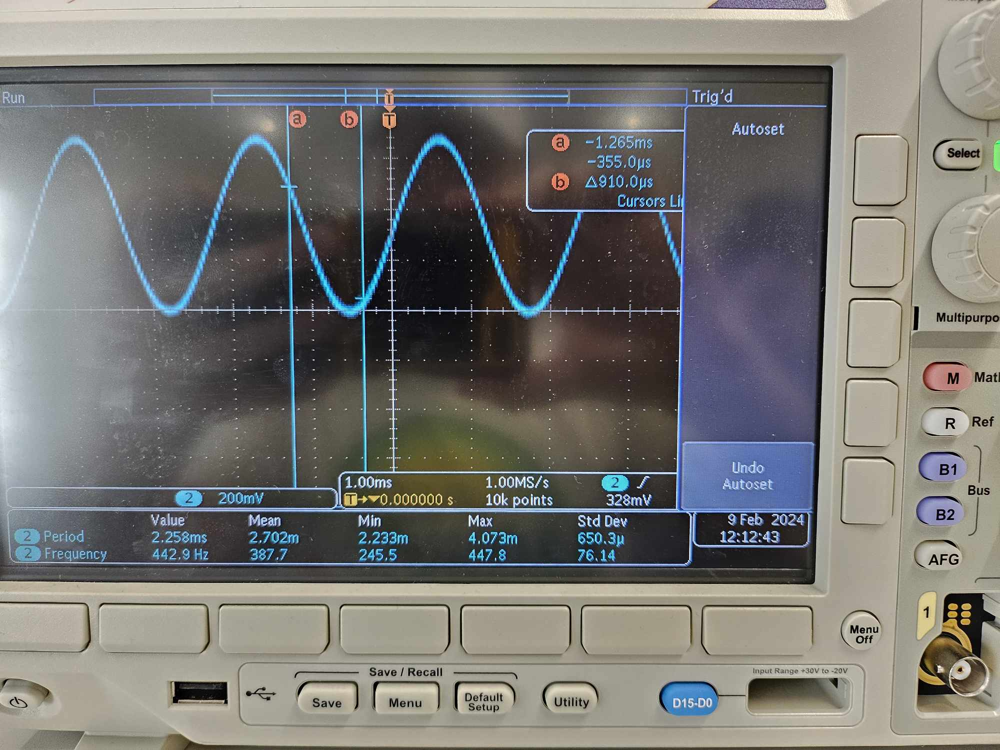 Run
Trig'd
T
a
b
T
Autoset
a -1.265ms
-355.0µs
b Δ910.0µs
Cursors
Select
Multipurpo
M
R Ref
B1
Bus
B2
AFG
Undo
Autoset
2 200mV
1.00ms 1.00MS/s 2 ∫
T→▼0.000000 s 10k points 328mV
Value Mean Min Max Std Dev
2 Period 2.258ms 2.702m 2.233m 4.073m 650.3µ
2 Frequency 442.9 Hz 387.7 245.5 447.8 76.14
9 Feb 2024
12:12:43
1
Menu
Off
Save / Recall
Save
Menu
Default
Setup
Utility
D15-D0
Input Range +30V to -20V